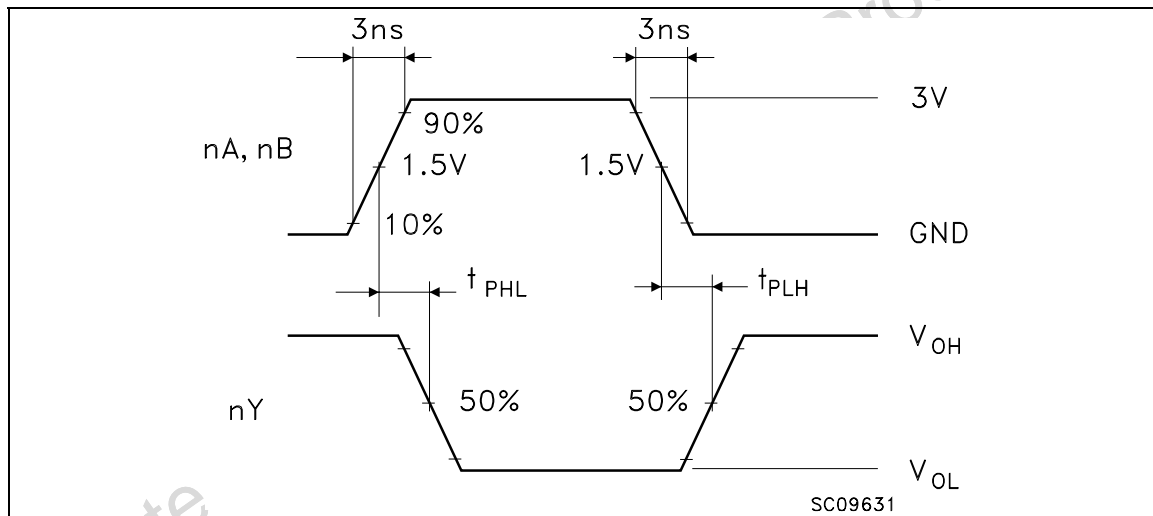 3ns 3ns
3V
90%
nA, nB
1.5V 1.5V
10%
GND
t PHL tPLH
VOH
50% 50%
nY
VOL
SC09631